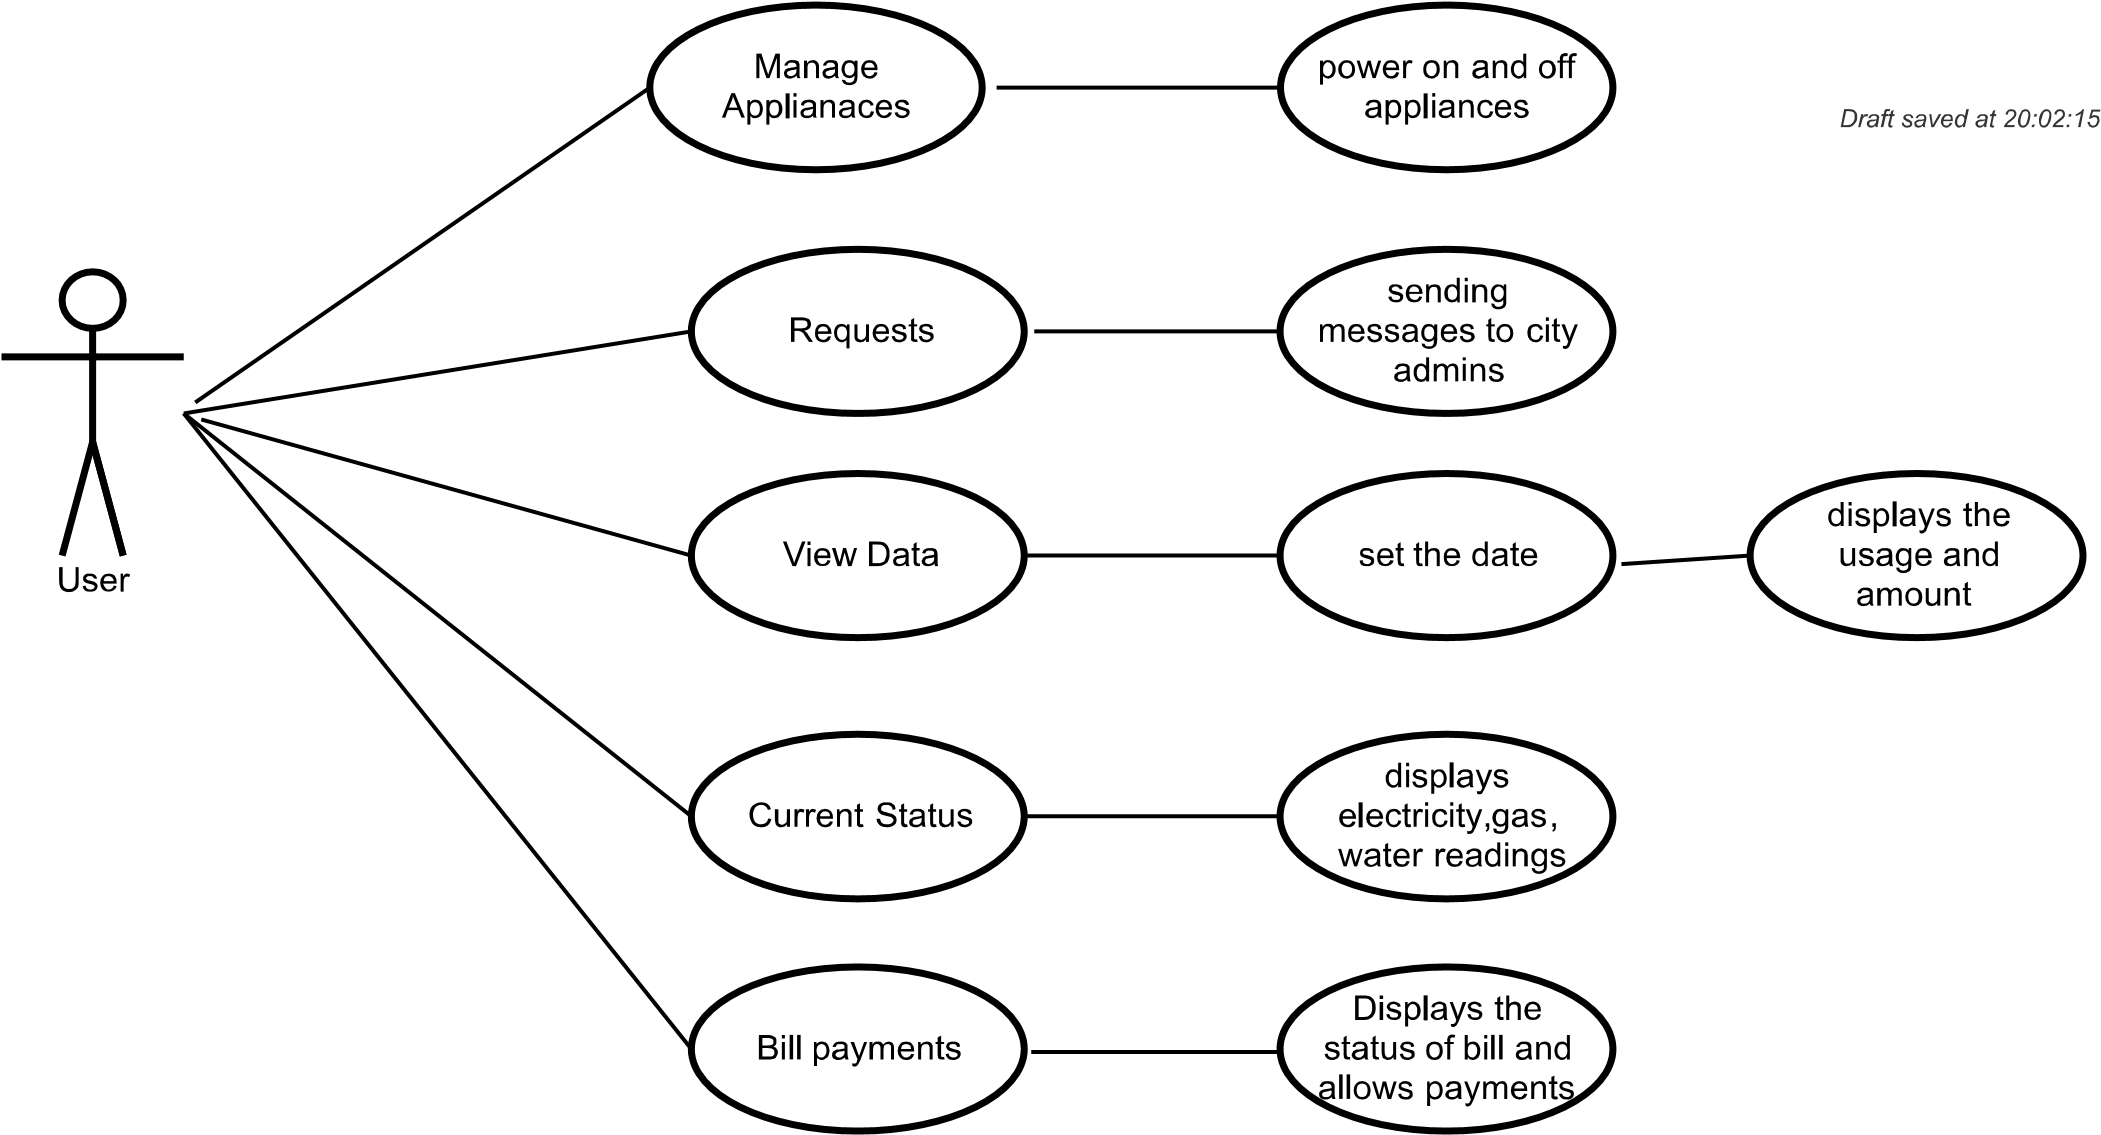 Manage
Applianaces
power on and off
appliances
Draft saved at 20:02:15
Requests
sending
messages to city
admins
User
View Data
set the date
displays the
usage and
amount
Current Status
displays
electricity,gas,
water readings
Bill payments
Displays the
status of bill and
allows payments